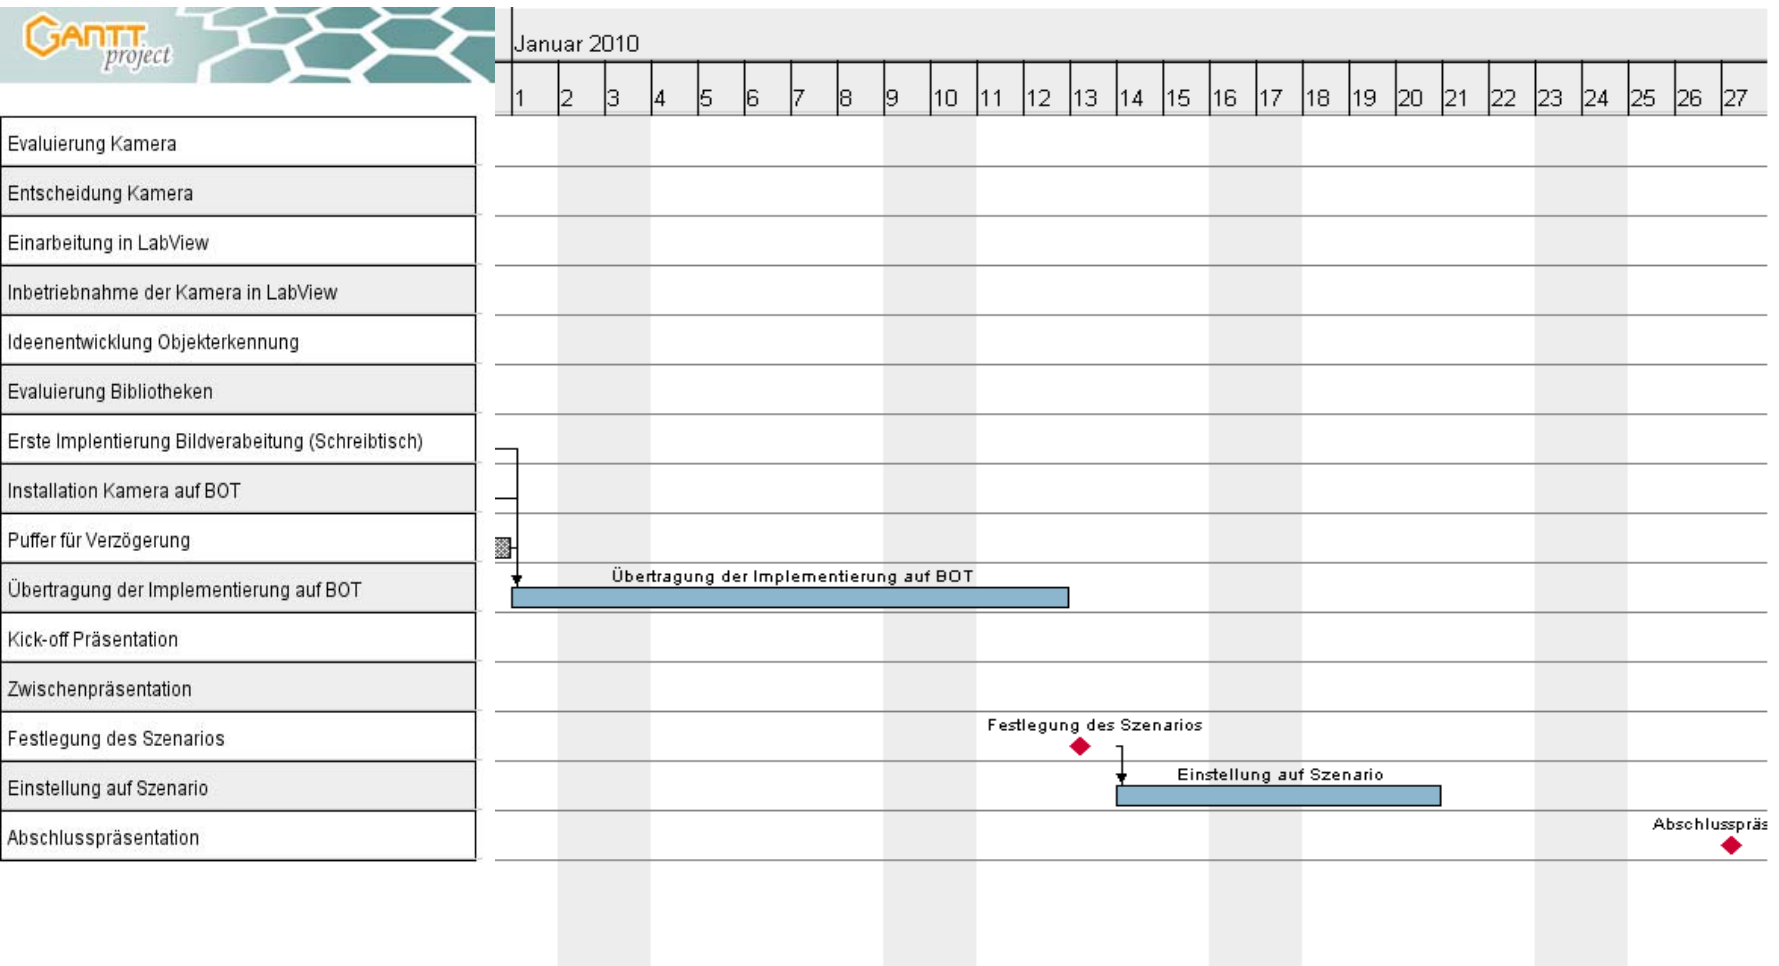 GANTT
project
Januar 2010
1 2 3 4 5 6 7 8 9 10 11 12 13 14 15 16 17 18 19 20 21 22 23 24 25 26 27
Evaluierung Kamera
Entscheidung Kamera
Einarbeitung in LabView
Inbetriebnahme der Kamera in LabView
Ideenentwicklung Objekterkennung
Evaluierung Bibliotheken
Erste Implentierung Bildverabeitung (Schreibtisch)
Installation Kamera auf BOT
Puffer für Verzögerung
Übertragung der Implementierung auf BOT
Übertragung der Implementierung auf BOT
Kick-off Präsentation
Zwischenpräsentation
Festlegung des Szenarios
Festlegung des Szenarios
Einstellung auf Szenario
Einstellung auf Szenario
Abschlusspräsentation
Abschlussspräs